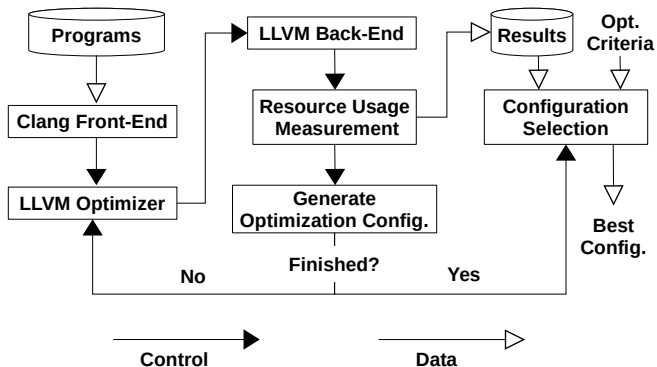 Programs
Clang Front-End
LLVM Optimizer
LLVM Back-End
Resource Usage
Measurement
Generate
Optimization Config.
Finished?
No
Yes
Results
Opt.
Criteria
Configuration
Selection
Best
Config.
Control
Data